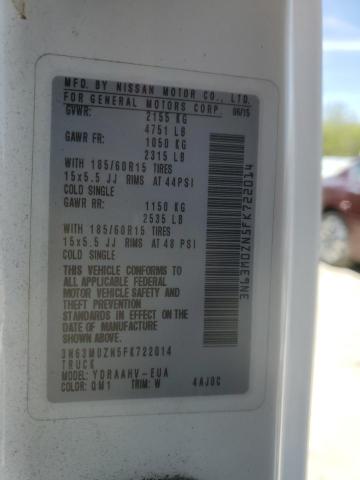 MFD. BY NISSAN MOTOR CO., LTD.
FOR GENERAL MOTORS CORP. 06/15
GVWR: 2155 KG
4751 LB
GAWR FR: 1050 KG
2315 LB
WITH 185/60R15 TIRES
15x5.5 JJ RIMS AT 44PSI
COLD SINGLE
GAWR RR: 1150 KG
2535 LB
WITH 185/60R15 TIRES
15x5.5 JJ RIMS AT 48 PSI
COLD SINGLE
THIS VEHICLE CONFORMS TO
ALL APPLICABLE FEDERAL
MOTOR VEHICLE SAFETY AND
THEFT PREVENTION
STANDARDS IN EFFECT ON
THE DATE OF MANUFACTURE
SHOWN ABOVE.
3N63M0ZN5FK722014
TRUCK
MODEL: YDRAAHV-EUA
COLOR: QM1 TRIM: W 4AJ0C
3N63M0ZN5FK722014